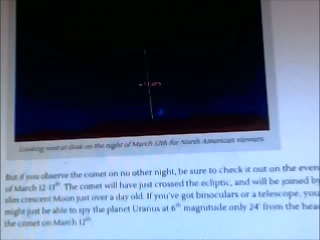 Looking west at dusk on the night of March 12th for North American viewers.
But if you observe the comet on no other night, be sure to check it out on the even
of March 12-13th. The comet will have just crossed the ecliptic, and will be joined by
slim crescent Moon just over a day old. If you've got binoculars or a telescope, you
might just be able to spy the planet Uranus at 6th magnitude only 24' from the head
the comet on March 12th.